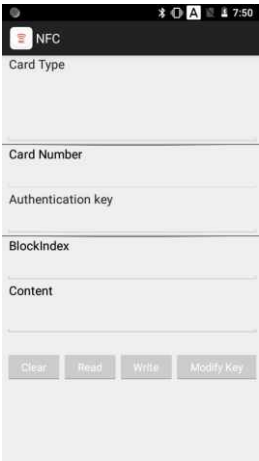 A 7:50
NFC
Card Type
Card Number
Authentication key
BlockIndex
Content
Clear Read Write Modify Key